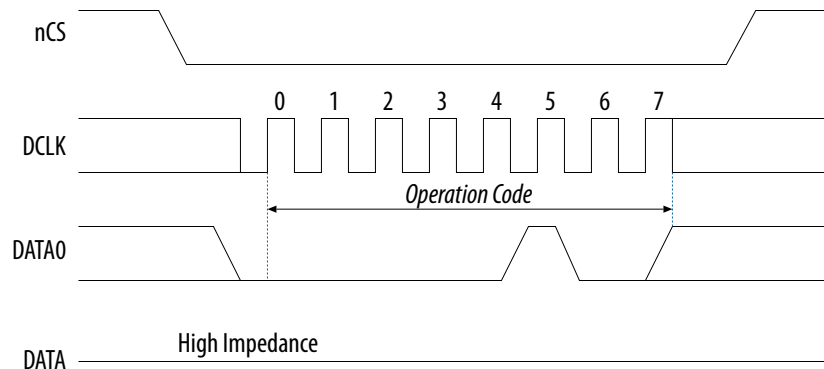 nCS
0 1 2 3 4 5 6 7
DCLK
Operation Code
DATA0
High Impedance
DATA